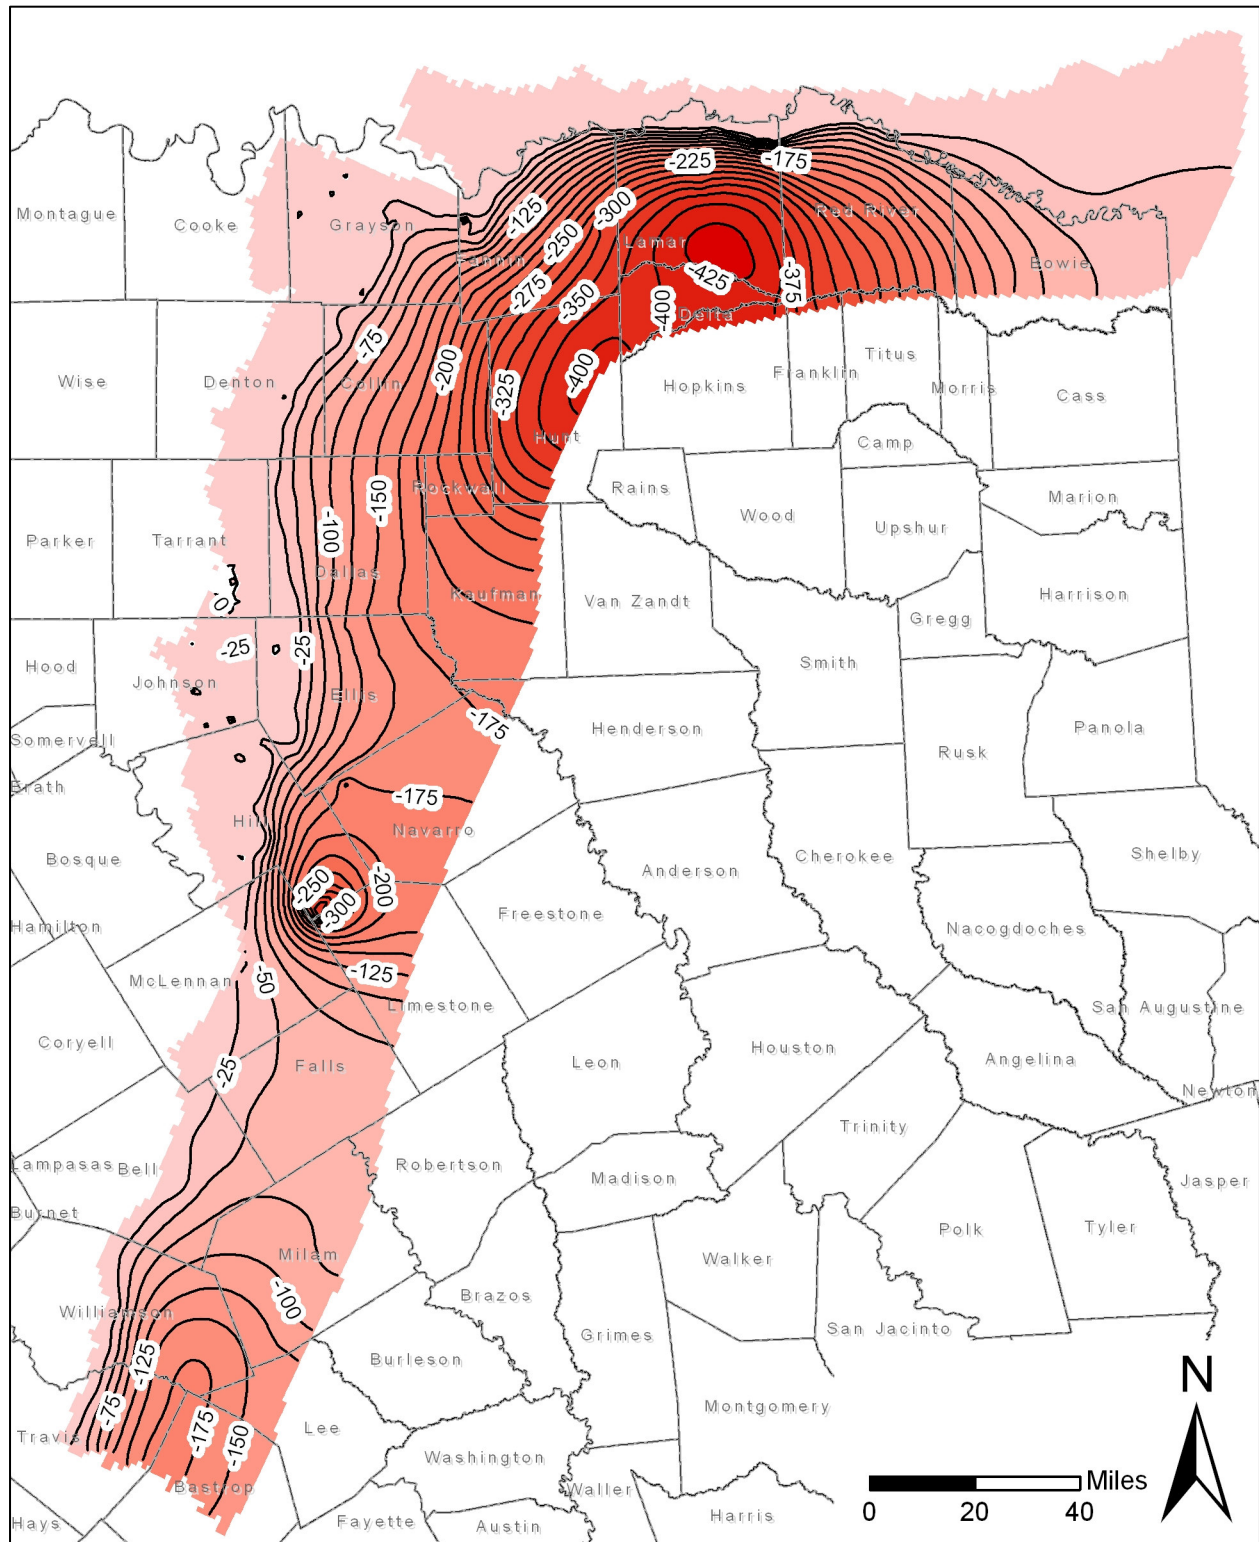 -225
-175
Montague
Cooke
Grayson
-125
-300
Red River
Lamar
-250
Fannin
Bowie
-425
-275
-350
-375
-400
Delta
-75
Wise
Denton
Collin
-200
-325
-400
Hopkins
Franklin
Titus
Morris
Cass
Hunt
Camp
Rockwall
Rains
Marion
-150
Wood
Upshur
Parker
Tarrant
-100
Dallas
Kaufman
Van Zandt
Gregg
Harrison
0
-25
-25
Hood
Johnson
Ellis
Smith
-175
Henderson
Panola
Somervell
Rusk
Erath
-175
Hill
Navarro
Bosque
Anderson
Cherokee
Shelby
-250
-200
-300
Freestone
Hamilton
Nacogdoches
McLennan
-50
-125
Limestone
San Augustine
Coryell
Falls
Leon
Houston
Angelina
-25
Newton
Trinity
Lampasas
Bell
Robertson
Madison
Jasper
Burnet
Milam
Walker
Polk
Tyler
-100
Brazos
Williamson
Grimes
San Jacinto
-125
Burleson
N
-75
Travis
-175
-150
Lee
Montgomery
Washington
Bastrop
Waller
Miles
0
20
40
Hays
Fayette
Austin
Harris